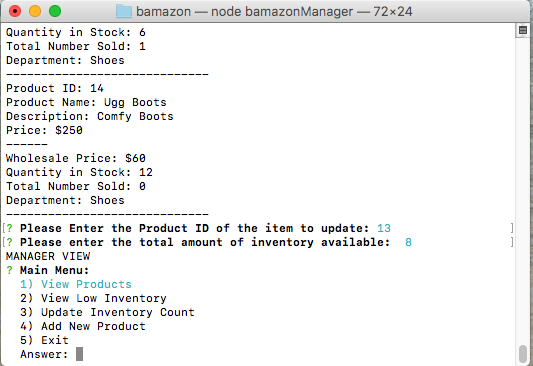 bamazon — node bamazonManager — 72×24
Quantity in Stock: 6
Total Number Sold: 1
Department: Shoes
-----------------------------
Product ID: 14
Product Name: Ugg Boots
Description: Comfy Boots
Price: $250
------
Wholesale Price: $60
Quantity in Stock: 12
Total Number Sold: 0
Department: Shoes
-----------------------------
[? Please Enter the Product ID of the item to update: 13 ]
[? Please enter the total amount of inventory available:  8 ]
MANAGER VIEW
? Main Menu:
1) View Products
2) View Low Inventory
3) Update Inventory Count
4) Add New Product
5) Exit
Answer: